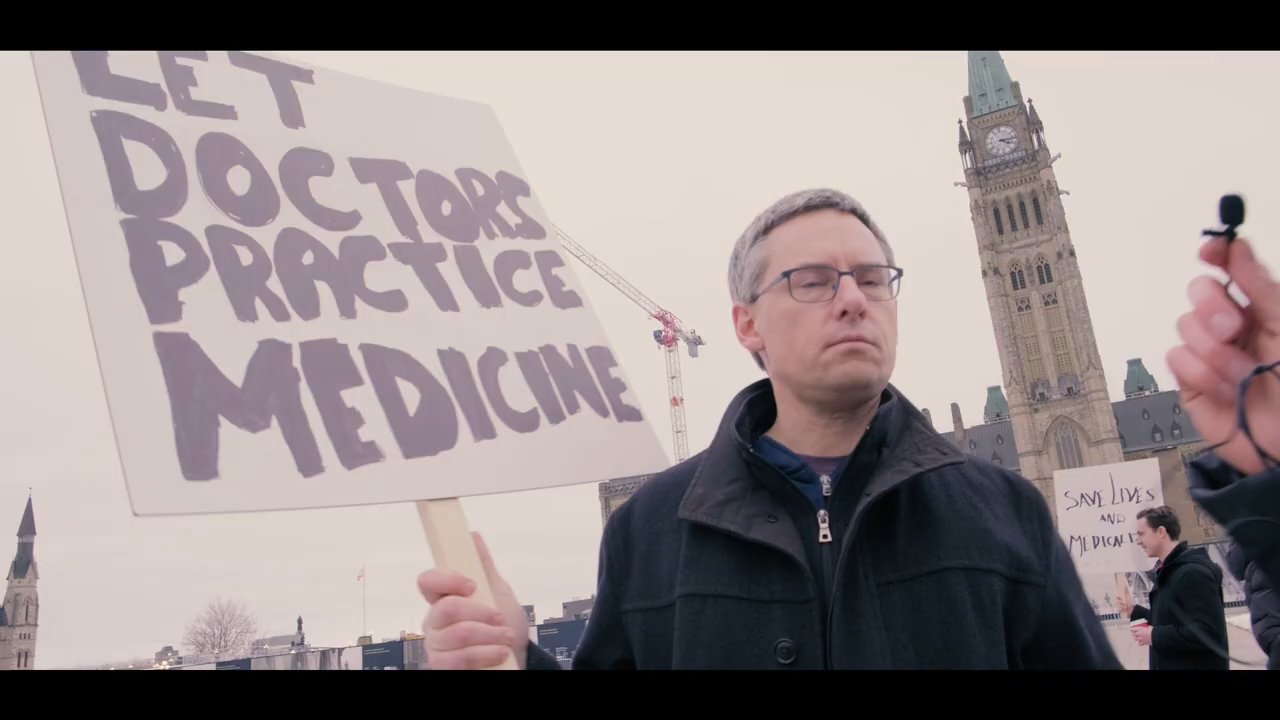 LET
DOCTORS
PRACTICE
MEDICINE
SAVE LIVES
AND